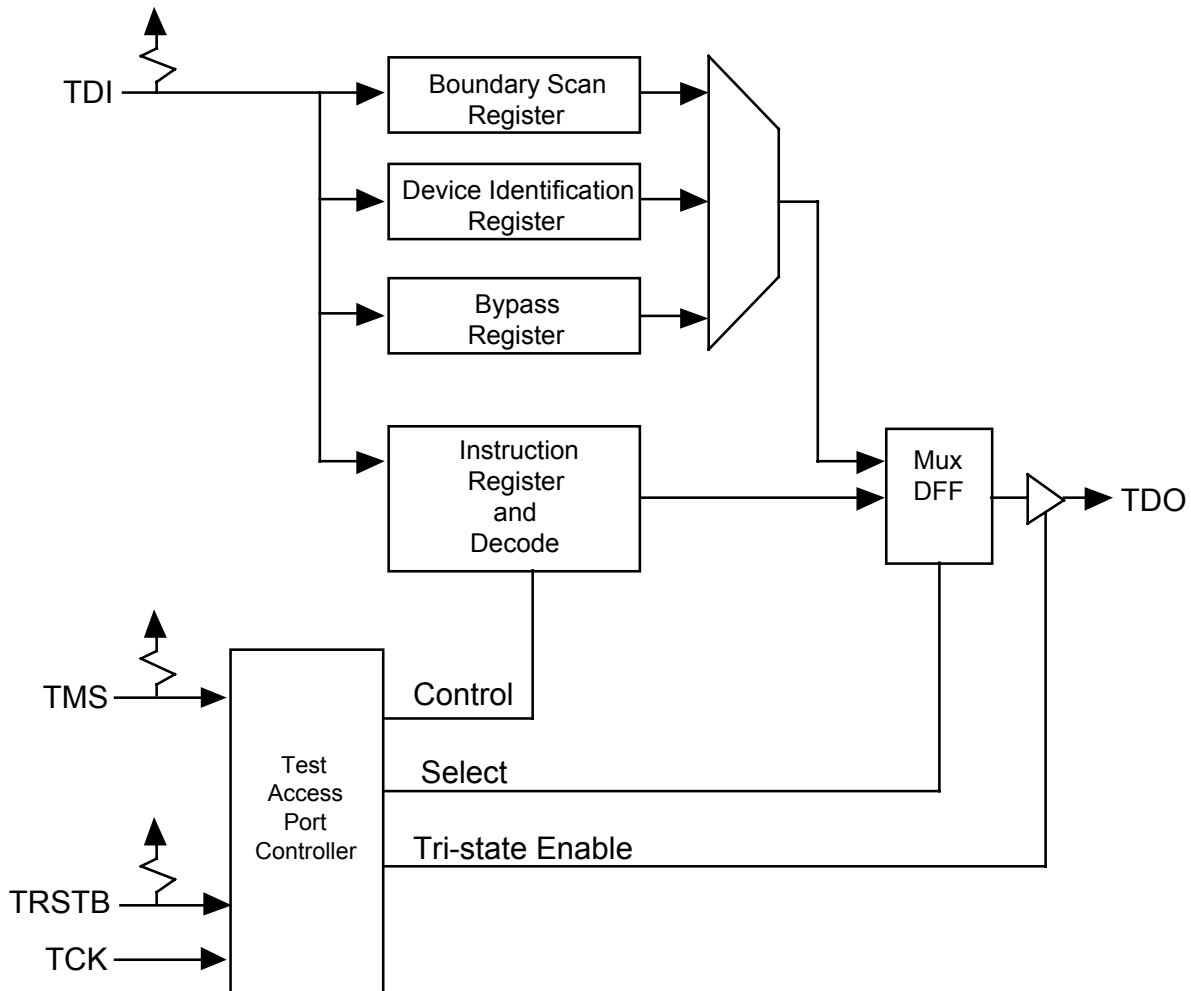 TDI
Boundary Scan
Register
Device Identification
Register
Bypass
Register
Instruction
Register
and
Decode
Mux
DFF
TDO
TMS
Control
Test
Access
Port
Controller
Select
Tri-state Enable
TRSTB
TCK